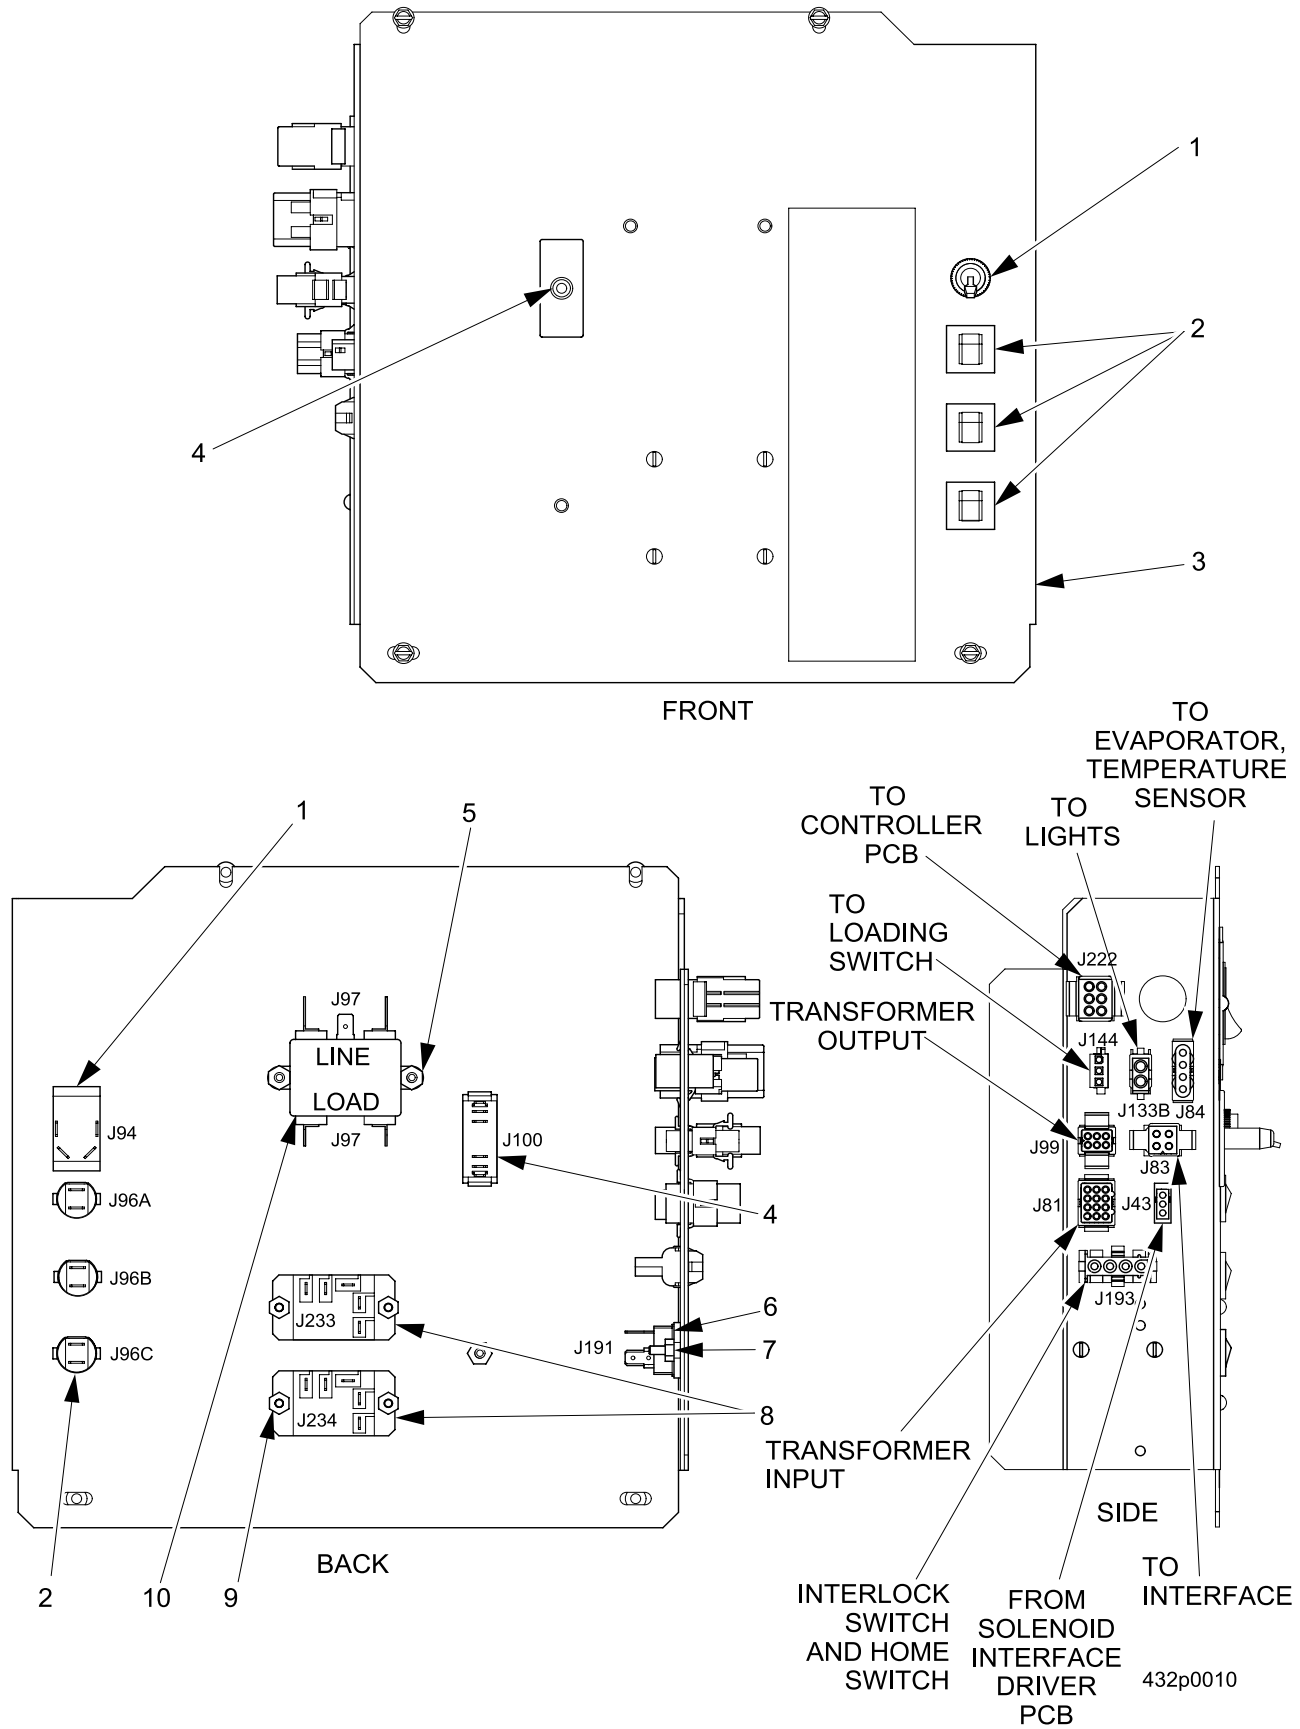 1
2
4
3
FRONT
TO
EVAPORATOR,
TEMPERATURE
SENSOR
TO
CONTROLLER
PCB
TO
LIGHTS
TO
LOADING
SWITCH
TRANSFORMER
OUTPUT
1
5
J97
LINE
LOAD
J97
J94
J100
J96A
J96B
J96C
J233
J234
J191
4
6
7
8
2
10
9
BACK
J222
J144
J133B
J84
J99
J83
J81
J43
J193
TRANSFORMER
INPUT
SIDE
INTERLOCK
SWITCH
AND HOME
SWITCH
FROM
SOLENOID
INTERFACE
DRIVER
PCB
TO
INTERFACE
432p0010